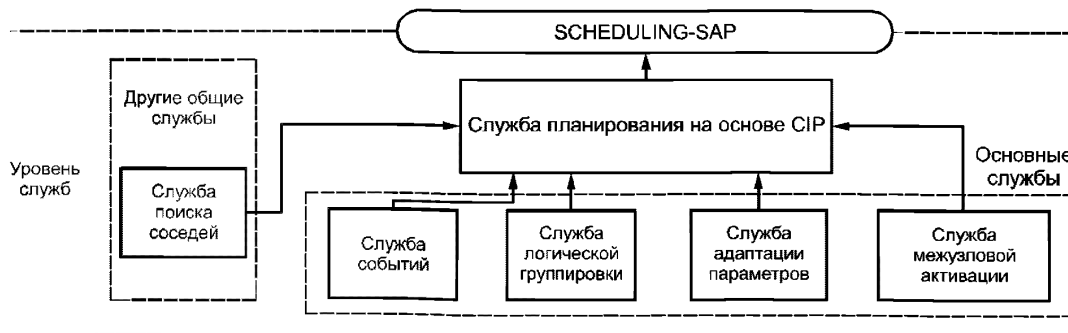 SCHEDULING-SAP
Другие общие
службы
Служба планирования на основе CIP
Уровень
служб
Основные
службы
Служба
поиска
соседей
Служба
событий
Служба
логической
группировки
Служба
адаптации
параметров
Служба
межузловой
активации